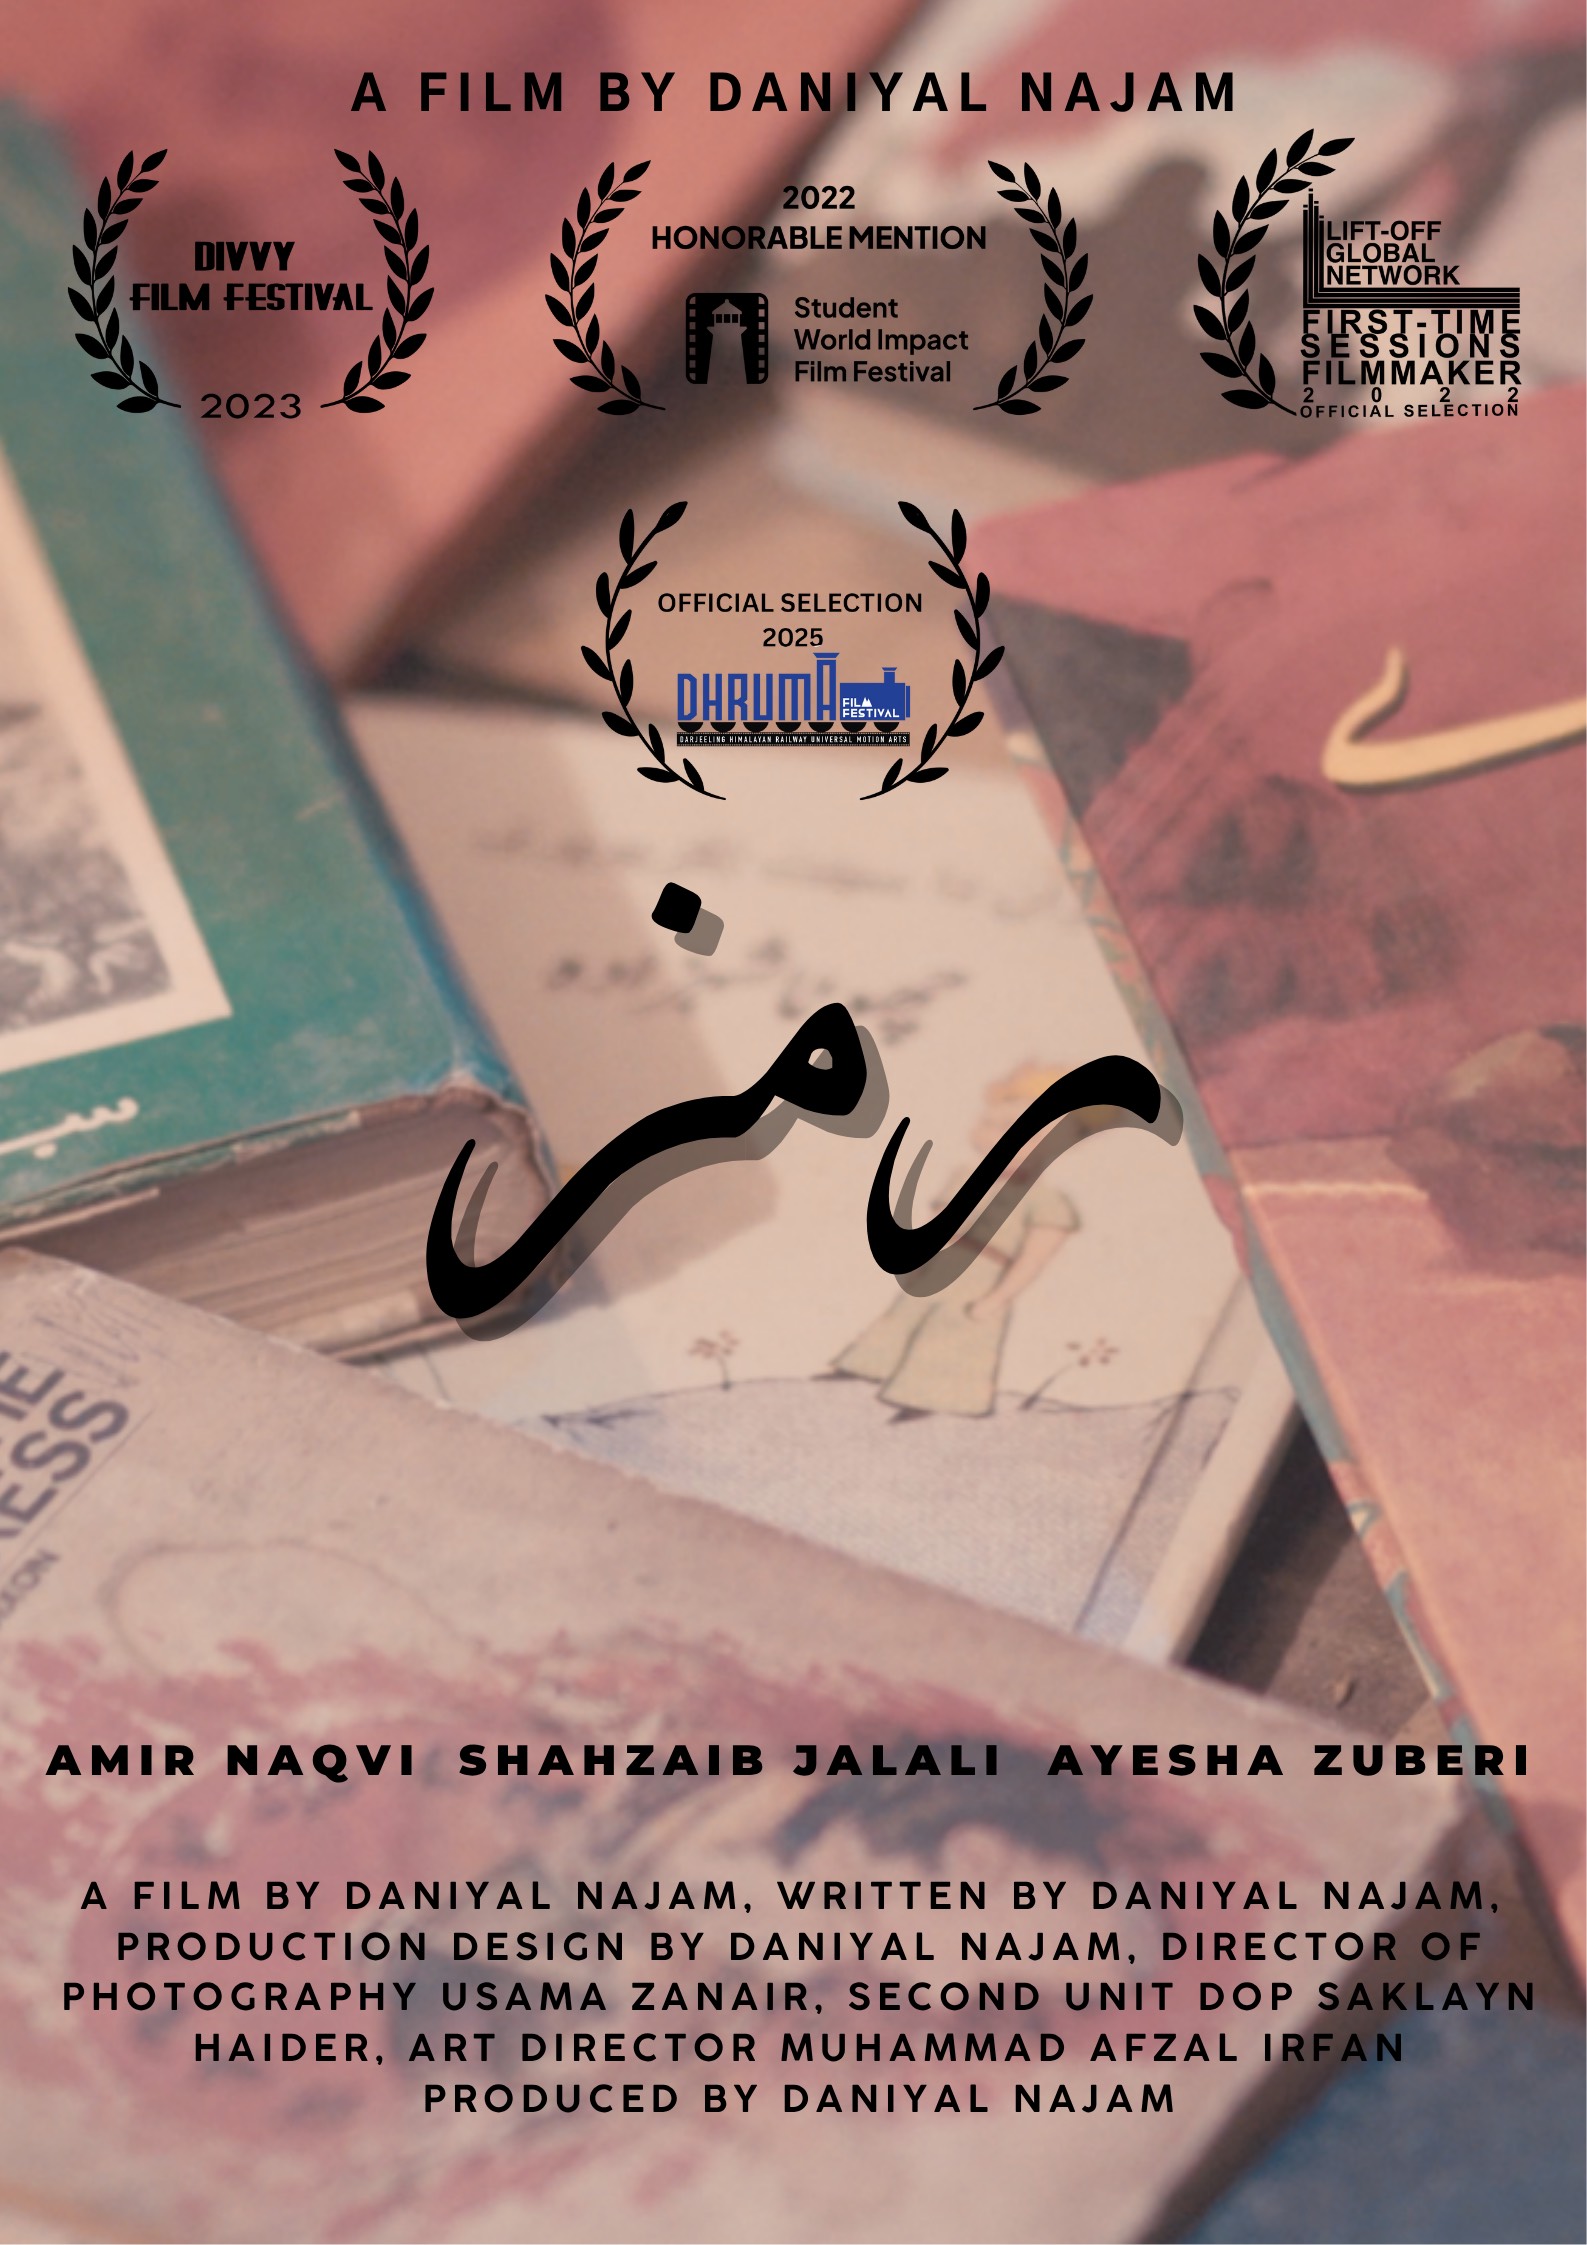 A FILM BY DANIYAL NAJAM
DIVVY
FILM FESTIVAL
2023
2022
HONORABLE MENTION
Student
World Impact
Film Festival
LIFT-OFF
GLOBAL
NETWORK
FIRST-TIME
SESSIONS
FILMMAKER
2022
OFFICIAL SELECTION
OFFICIAL SELECTION
2025
DHRUMA
FILM
FESTIVAL
DARJEELING HIMALAYAN RAILWAY UNIVERSAL MOTION ARTS
رمز
ESS
AMIR NAQVI SHAHZAIB JALALI AYESHA ZUBERI
A FILM BY DANIYAL NAJAM, WRITTEN BY DANIYAL NAJAM,
PRODUCTION DESIGN BY DANIYAL NAJAM, DIRECTOR OF
PHOTOGRAPHY USAMA ZANAIR, SECOND UNIT DOP SAKLAYN
HAIDER, ART DIRECTOR MUHAMMAD AFZAL IRFAN
PRODUCED BY DANIYAL NAJAM